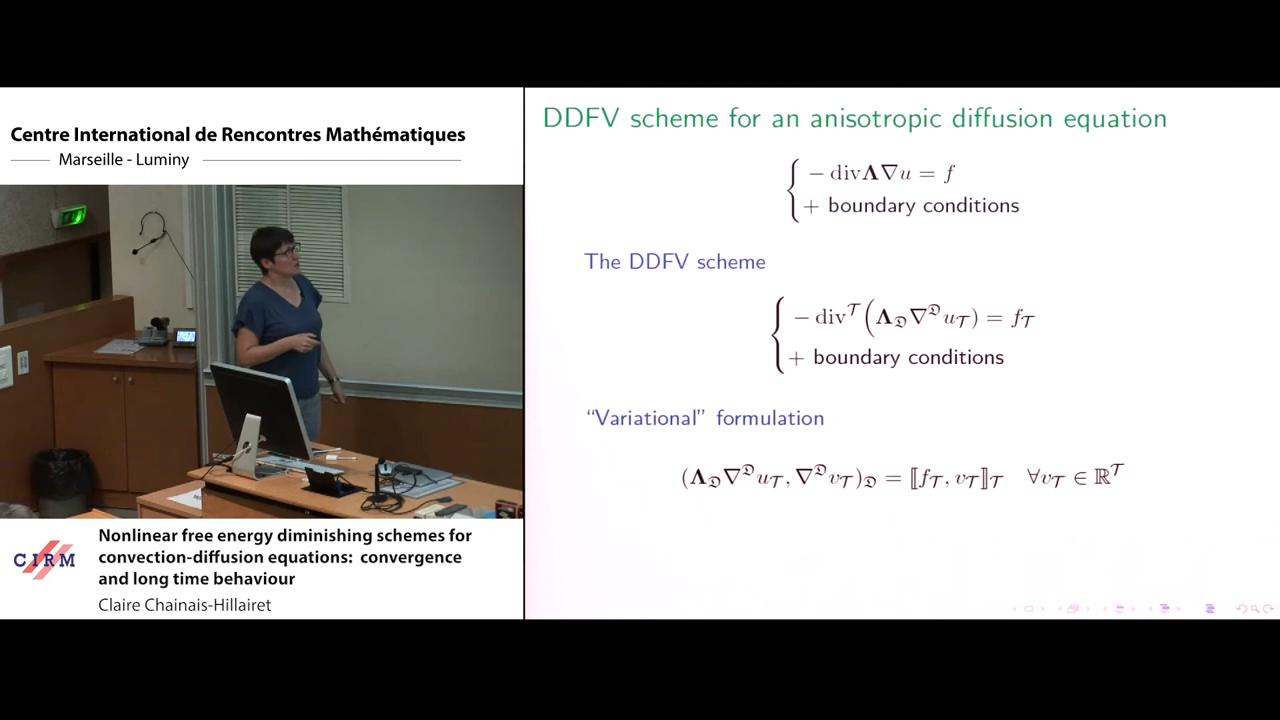 Centre International de Rencontres Mathématiques
Marseille - Luminy
CIRM
Nonlinear free energy diminishing schemes for
convection-diffusion equations: convergence
and long time behaviour
Claire Chainais-Hillairet
DDFV scheme for an anisotropic diffusion equation
− div𝚲∇u = f
+ boundary conditions
The DDFV scheme
− div^𝒯(𝚲_𝔇∇^𝔇u_𝒯) = f_𝒯
+ boundary conditions
“Variational” formulation
(𝚲_𝔇∇^𝔇u_𝒯, ∇^𝔇v_𝒯)_𝔇 = ⟦f_𝒯, v_𝒯⟧_𝒯 ∀v_𝒯 ∈ ℝ^𝒯